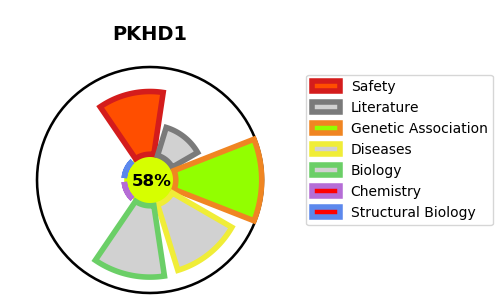 PKHD1
58%
Safety
Literature
Genetic Association
Diseases
Biology
Chemistry
Structural Biology